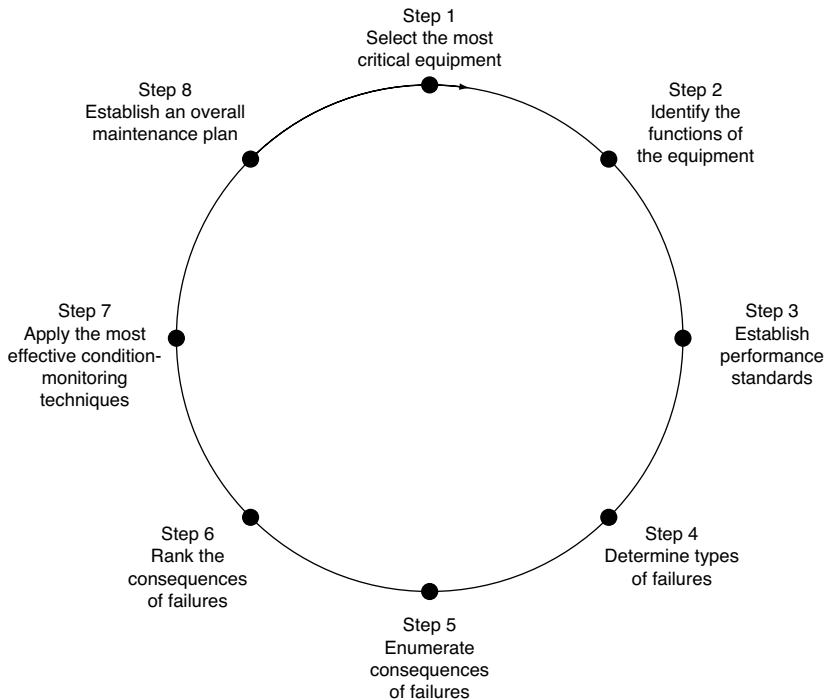 Step 1
Select the most
critical equipment
Step 2
Identify the
functions of
the equipment
Step 3
Establish
performance
standards
Step 4
Determine types
of failures
Step 5
Enumerate
consequences
of failures
Step 6
Rank the
consequences
of failures
Step 7
Apply the most
effective condition-
monitoring
techniques
Step 8
Establish an overall
maintenance plan